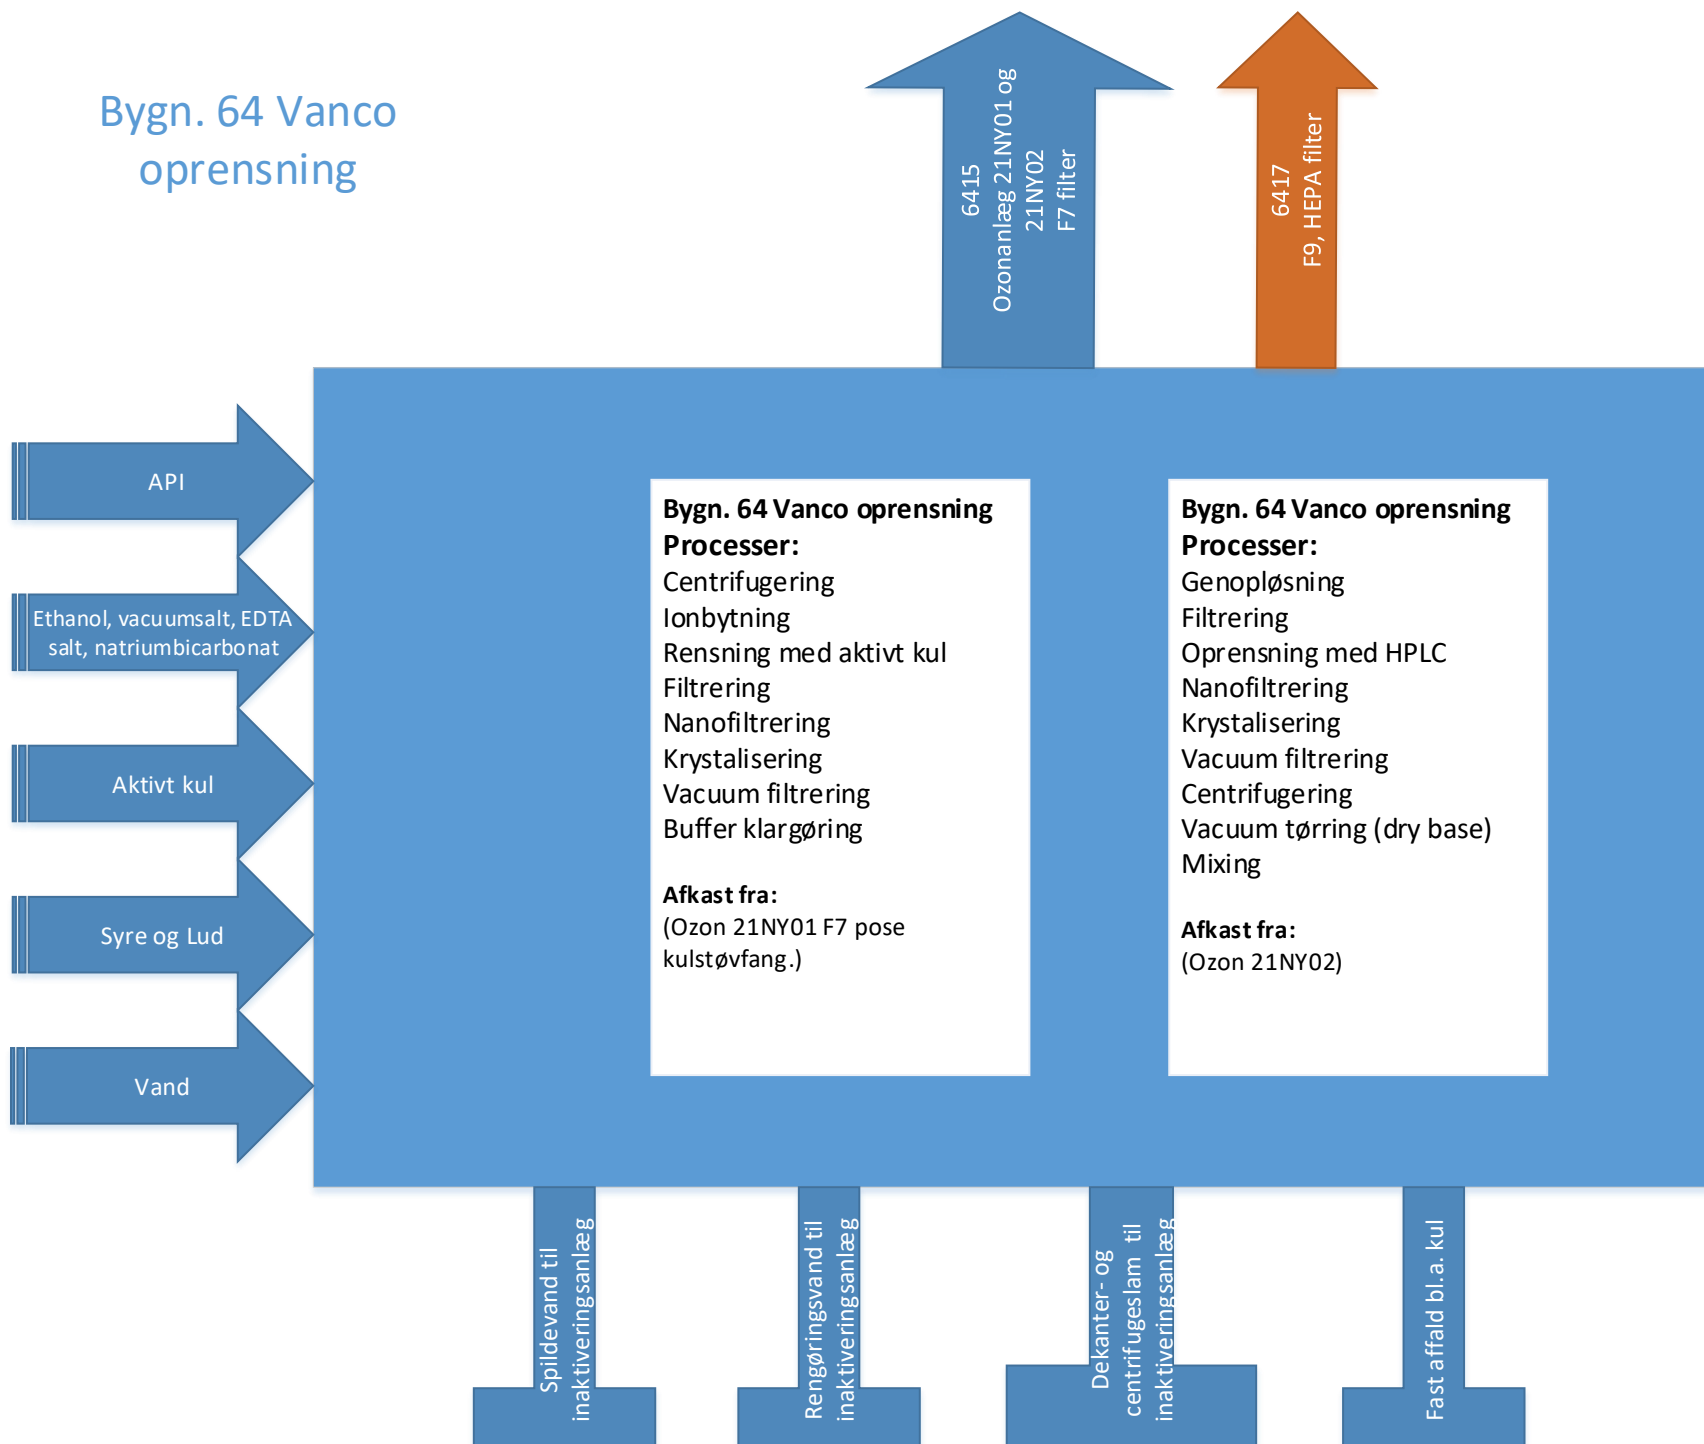 Bygn. 64 Vanco
oprensning
6415
Ozonanlæg 21NY01 og
21NY02
F7 filter
6417
F9, HEPA filter
API
Ethanol, vacuumsalt, EDTA
salt, natriumbicarbonat
Aktivt kul
Syre og Lud
Vand
Bygn. 64 Vanco oprensning
Processer:
Centrifugering
Ionbytning
Rensning med aktivt kul
Filtrering
Nanofiltrering
Krystalisering
Vacuum filtrering
Buffer klargøring
Afkast fra:
(Ozon 21NY01 F7 pose
kulstøvfang.)
Bygn. 64 Vanco oprensning
Processer:
Genopløsning
Filtrering
Oprensning med HPLC
Nanofiltrering
Krystalisering
Vacuum filtrering
Centrifugering
Vacuum tørring (dry base)
Mixing
Afkast fra:
(Ozon 21NY02)
Spildevand til
inaktiveringsanlæg
Rengøringsvand til
inaktiveringsanlæg
Dekanter- og
centrifugeslam til
inaktiveringsanlæg
Fast affald bl.a. kul